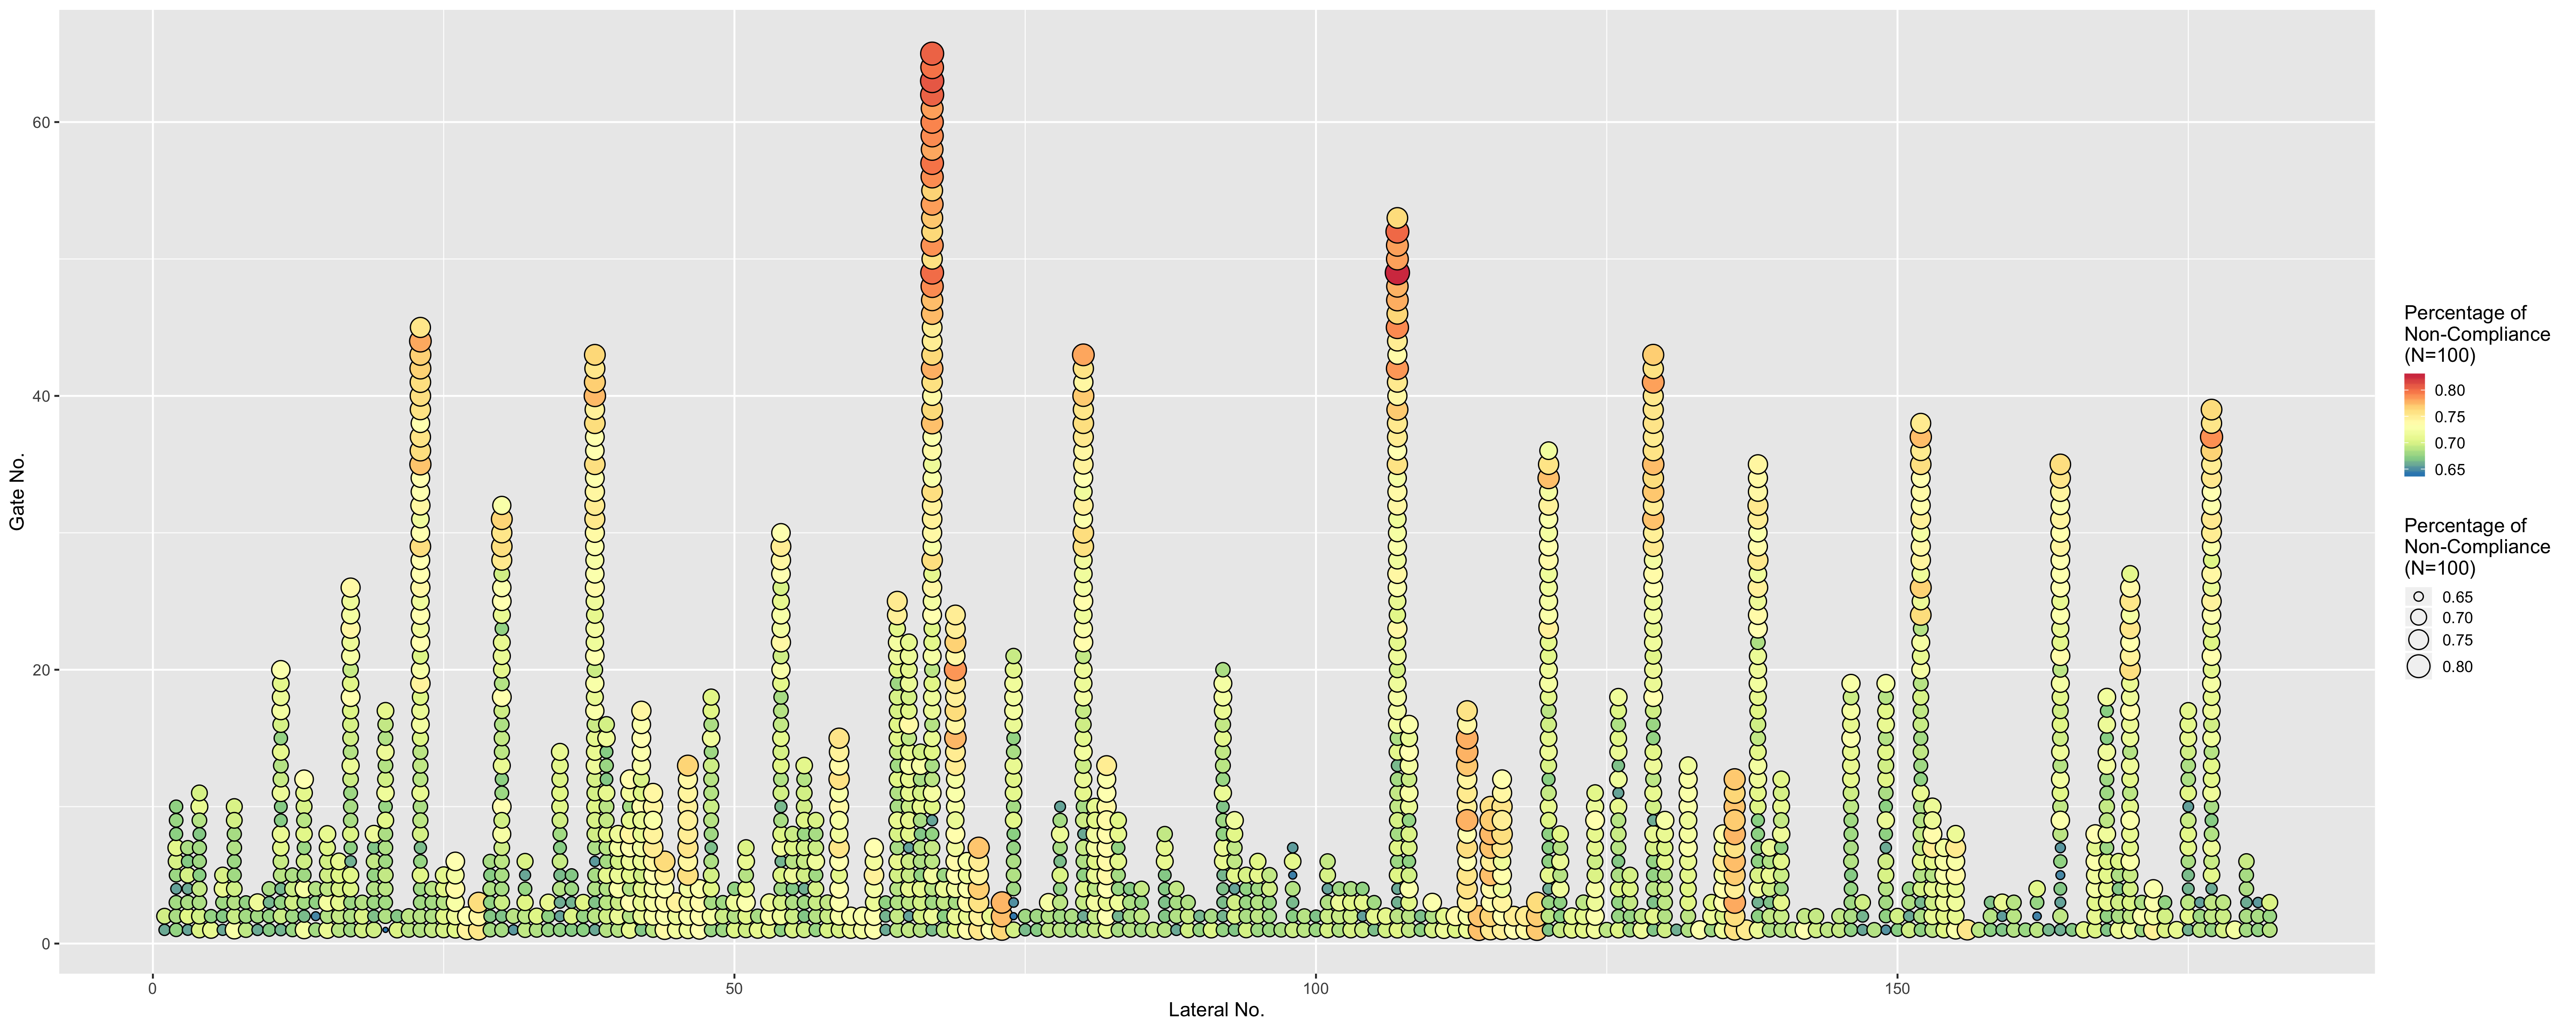 60
40
20
0
Gate No.
0
50
100
150
Lateral No.
Percentage of
Non-Compliance
(N=100)
0.80
0.75
0.70
0.65
Percentage of
Non-Compliance
(N=100)
0.65
0.70
0.75
0.80